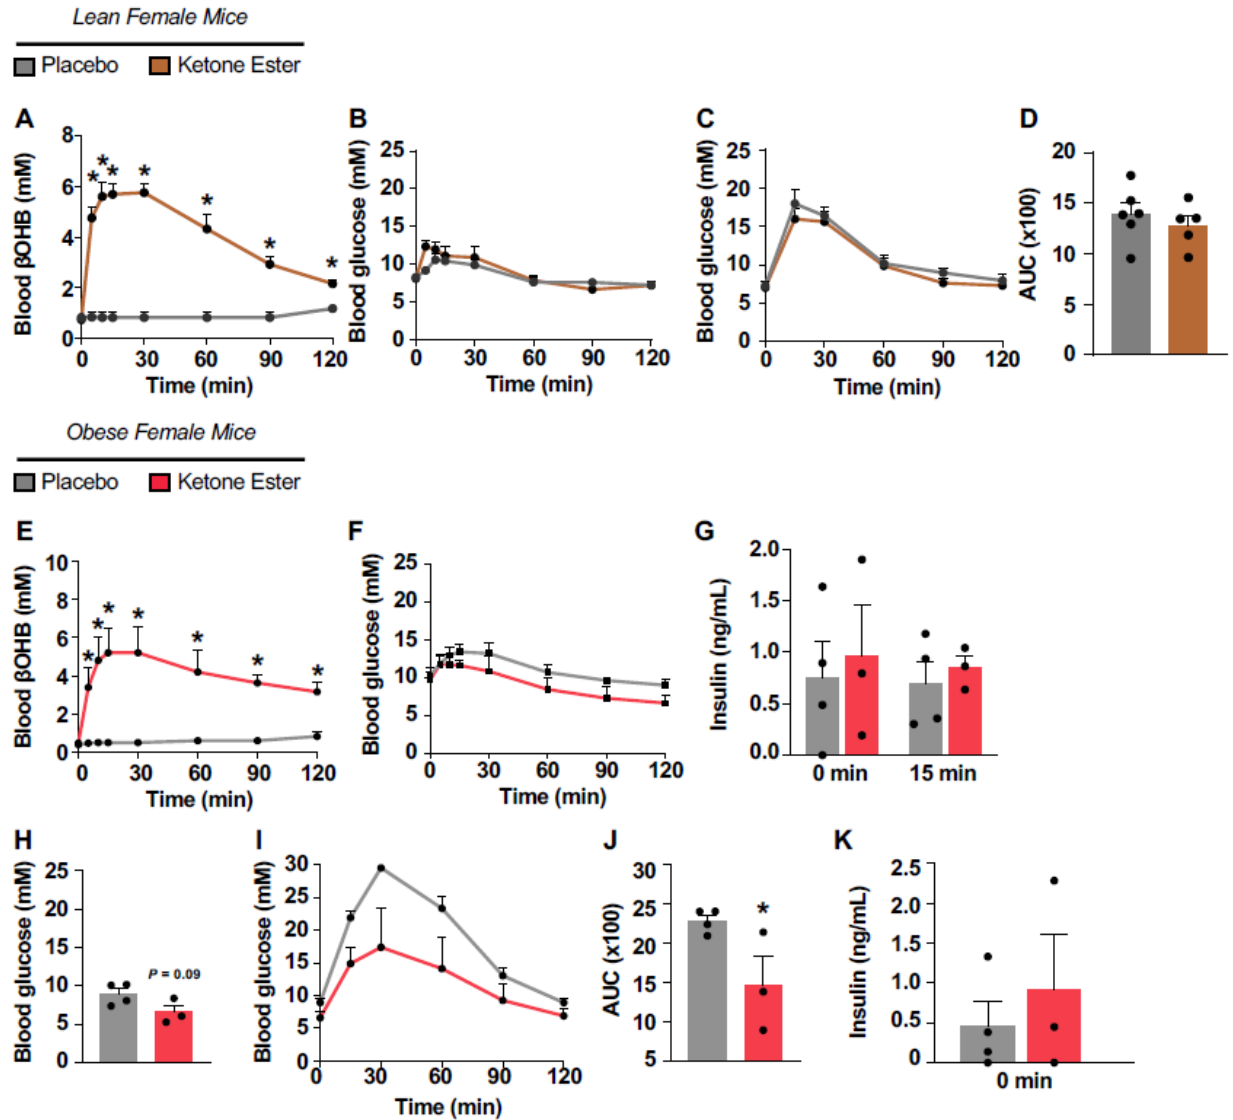 Lean Female Mice
Placebo Ketone Ester
A B C D
Blood βOHB (mM)
8
6
4
2
0
* * * * * * *
0 30 60 90 120
Time (min)
Blood glucose (mM)
25
20
15
10
5
0
0 30 60 90 120
Time (min)
Blood glucose (mM)
25
20
15
10
5
0
0 30 60 90 120
Time (min)
AUC (x100)
20
15
10
5
0
Obese Female Mice
Placebo Ketone Ester
E F G
Blood βOHB (mM)
10
8
6
4
2
0
* * * * * * *
0 30 60 90 120
Time (min)
Blood glucose (mM)
25
20
15
10
5
0
0 30 60 90 120
Time (min)
Insulin (ng/mL)
2.0
1.5
1.0
0.5
0.0
0 min 15 min
H I J K
Blood glucose (mM)
25
20
15
10
5
0
P = 0.09
Blood glucose (mM)
30
25
20
15
10
5
0
0 30 60 90 120
Time (min)
AUC (x100)
30
20
20
10
5
*
Insulin (ng/mL)
2.5
2.0
1.5
1.0
0.5
0
0 min